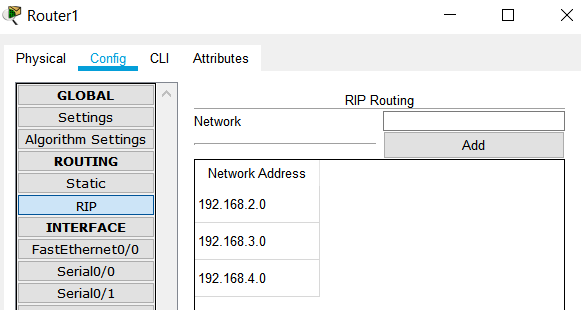 Router1
Physical Config CLI Attributes
GLOBAL
Settings
Algorithm Settings
ROUTING
Static
RIP
INTERFACE
FastEthernet0/0
Serial0/0
Serial0/1
RIP Routing
Network
Add
Network Address
192.168.2.0
192.168.3.0
192.168.4.0